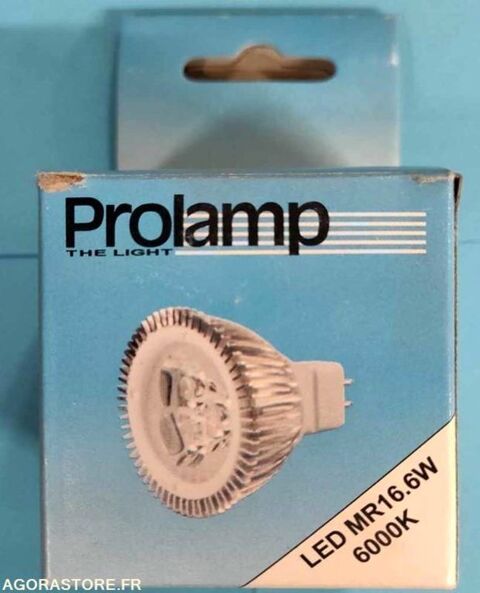 Prolamp
THE LIGHT
LED MR16.6W
6000K
AGORASTORE.FR